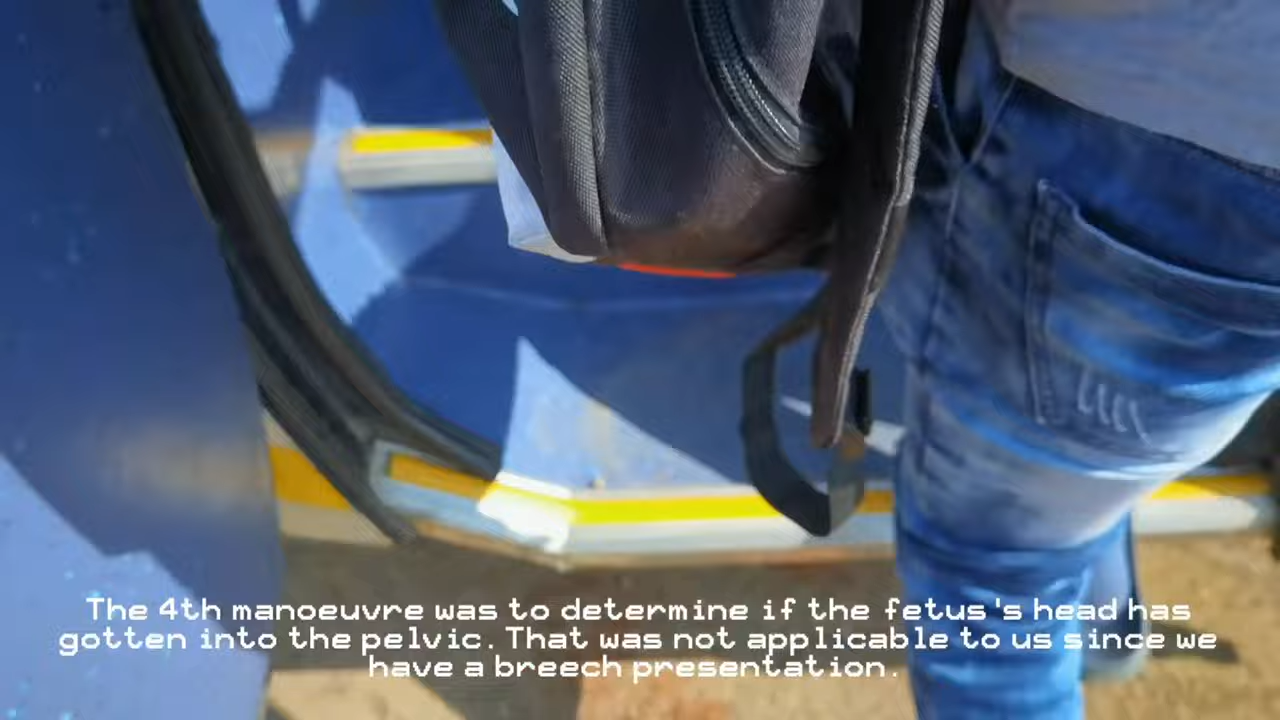 The 4th manoeuvre was to determine if the fetus's head has
gotten into the pelvic. That was not applicable to us since we
have a breech presentation.